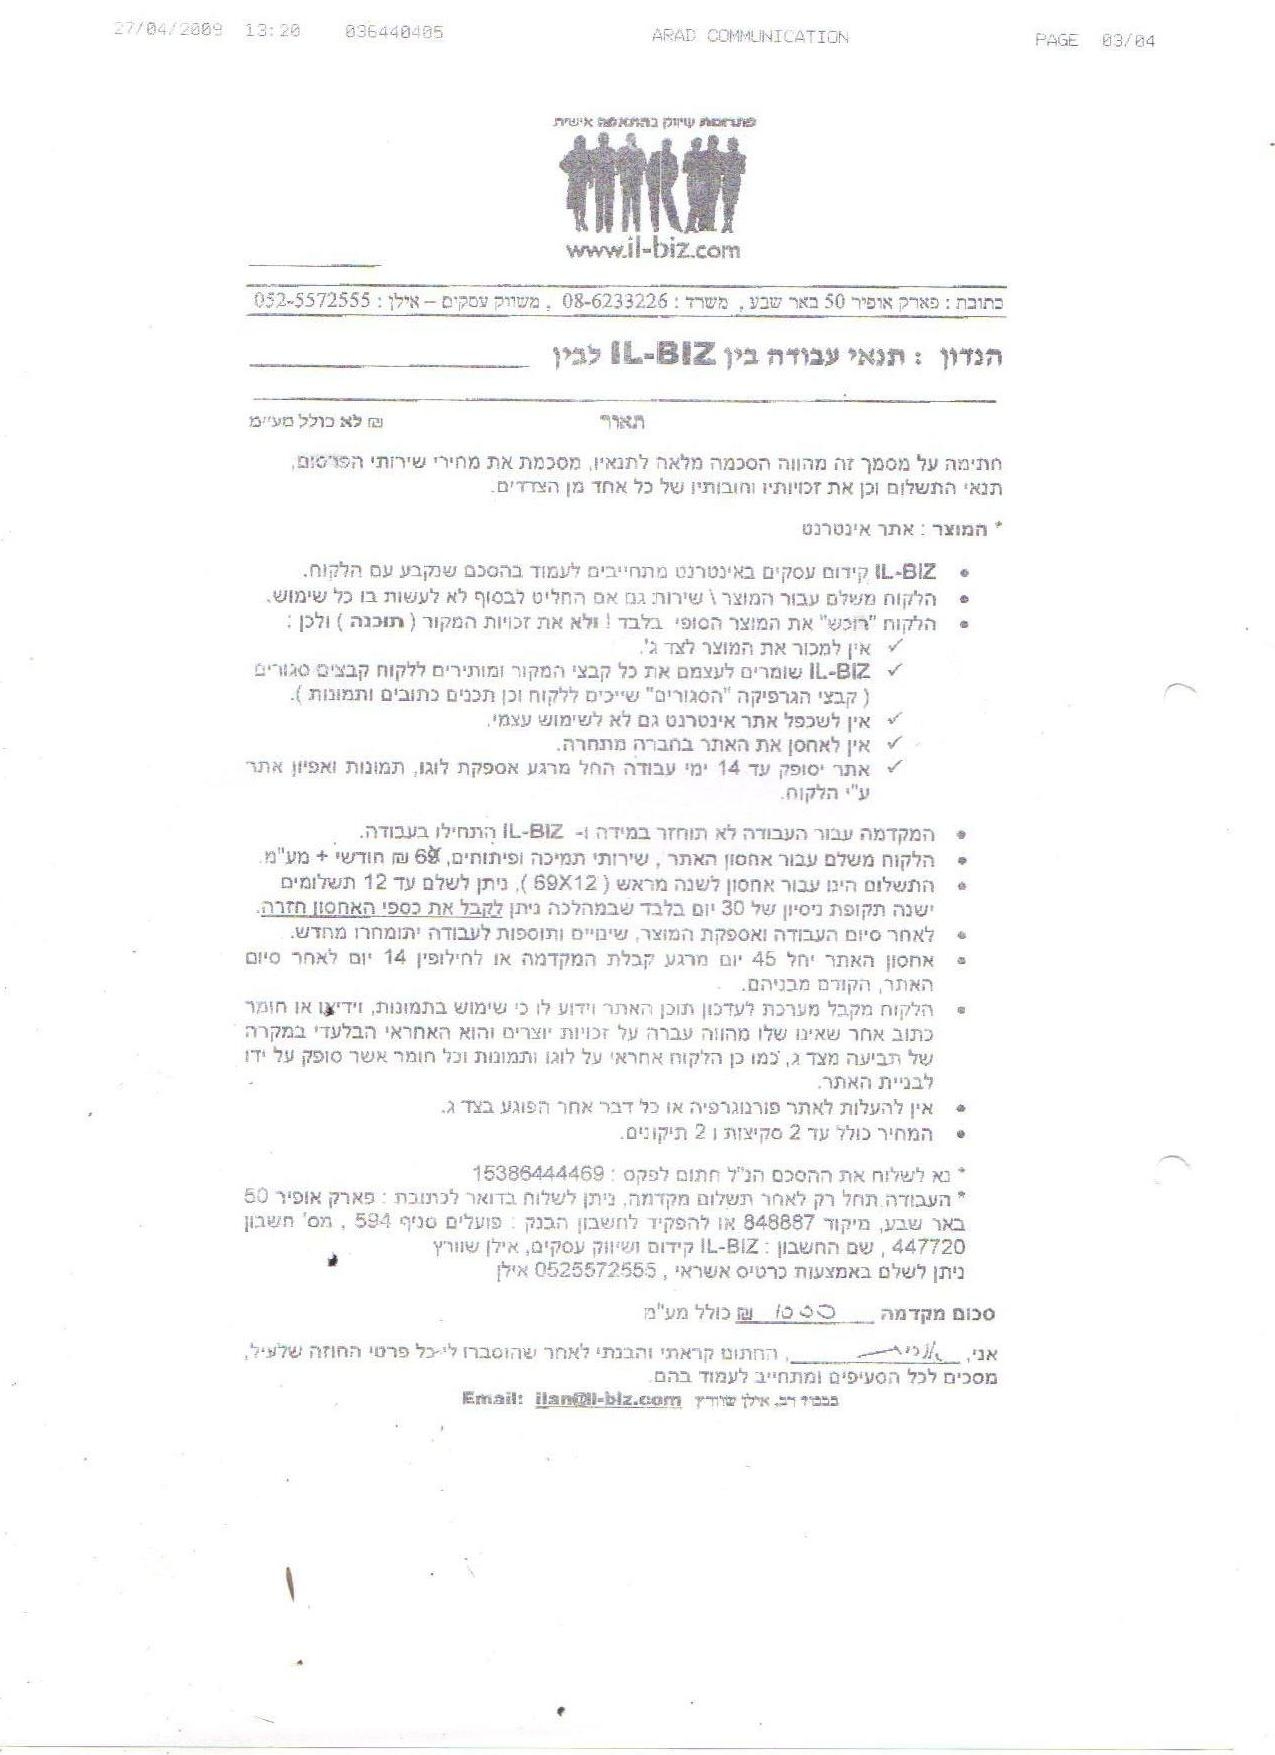 27/04/2009 13:20 036440405 ARAD COMMUNICATION PAGE 03/04
פתרונות שיווק בהתאמה אישית
www.il-biz.com
כתובת : פארק אופיר 50 באר שבע , משרד : 08-6233226 , משווק עסקים – אילן : 052-5572555
הנדון : תנאי עבודה בין IL-BIZ לבין
תאור ₪ לא כולל מע"מ
חתימה על מסמך זה מהווה הסכמה מלאה לתנאיו, מסכמת את מחירי שירותי הפרסום,
תנאי התשלום וכן את זכויותיו וחובותיו של כל אחד מן הצדדים.
* המוצר : אתר אינטרנט
• IL-BIZ קידום עסקים באינטרנט מתחייבים לעמוד בהסכם שנקבע עם הלקוח.
• הלקוח משלם עבור המוצר \ שירות גם אם החליט לבסוף לא לעשות בו כל שימוש.
• הלקוח "רוכש" את המוצר הסופי בלבד ! ולא את זכויות המקור ( תוכנה ) ולכן :
✓ אין למכור את המוצר לצד ג'.
✓ IL-BIZ שומרים לעצמם את כל קבצי המקור ומותירים ללקוח קבצים סגורים
( קבצי הגרפיקה "הסגורים" שייכים ללקוח וכן תכנים כתובים ותמונות ).
✓ אין לשכפל אתר אינטרנט גם לא לשימוש עצמי.
✓ אין לאחסן את האתר בחברה מתחרה.
✓ אתר יסופק עד 14 ימי עבודה החל מרגע אספקת לוגו, תמונות ואפיון אתר
ע"י הלקוח.
• המקדמה עבור העבודה לא תוחזר במידה ו- IL-BIZ התחילו בעבודה.
• הלקוח משלם עבור אחסון האתר , שירותי תמיכה ופיתוחים, 69 ₪ חודשי + מע"מ.
• התשלום הינו עבור אחסון לשנה מראש ( 69X12 ), ניתן לשלם עד 12 תשלומים
ישנה תקופת ניסיון של 30 יום בלבד שבמהלכה ניתן לקבל את כספי האחסון חזרה.
• לאחר סיום העבודה ואספקת המוצר, שינויים ותוספות לעבודה יתומחרו מחדש.
• אחסון האתר יחל 45 יום מרגע קבלת המקדמה או לחילופין 14 יום לאחר סיום
האתר, הקודם מבניהם.
• הלקוח מקבל מערכת לעדכון תוכן האתר וידוע לו כי שימוש בתמונות, וידיאו או חומר
כתוב אחר שאינו שלו מהווה עברה על זכויות יוצרים והוא האחראי הבלעדי במקרה
של תביעה מצד ג, כמו כן הלקוח אחראי על לוגו ותמונות וכל חומר אשר סופק על ידו
לבניית האתר.
• אין להעלות לאתר פורנוגרפיה או כל דבר אחר הפוגע בצד ג.
• המחיר כולל עד 2 סקיצות ו 2 תיקונים.
* נא לשלוח את ההסכם הנ"ל חתום לפקס : 15386444469
* העבודה תחל רק לאחר תשלום מקדמה, ניתן לשלוח בדואר לכתובת : פארק אופיר 50
באר שבע, מיקוד 848887 או להפקיד לחשבון הבנק : פועלים סניף 594 , מס' חשבון
447720 , שם החשבון : IL-BIZ קידום ושיווק עסקים, אילן שוורץ
ניתן לשלם באמצעות כרטיס אשראי , 0525572555 אילן
סכום מקדמה 1000 ₪ כולל מע"מ
אני, , החתום קראתי והבנתי לאחר שהוסברו לי כל פרטי החוזה שלעיל,
מסכים לכל הסעיפים ומתחייב לעמוד בהם.
בכבוד רב, אילן שוורץ Email: ilan@il-biz.com